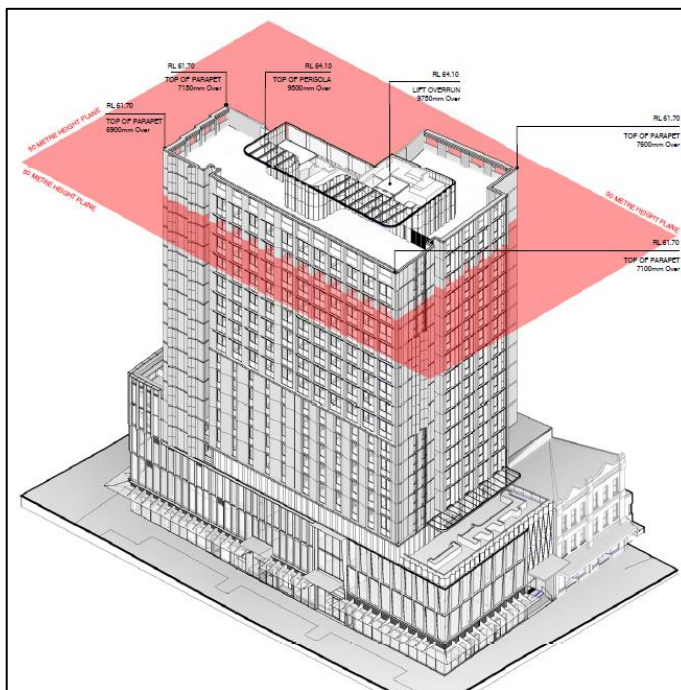 RL 61.70
TOP OF PARAPET
7150mm Over
RL 64.10
TOP OF PERGOLA
9800mm Over
RL 64.10
LIFT OVERRUN
9750mm Over
RL 61.70
TOP OF PARAPET
6900mm Over
RL 61.70
TOP OF PARAPET
7600mm Over
50 METRE HEIGHT PLANE
50 METRE HEIGHT PLANE
50 METRE HEIGHT PLANE
RL 61.70
TOP OF PARAPET
7100mm Over